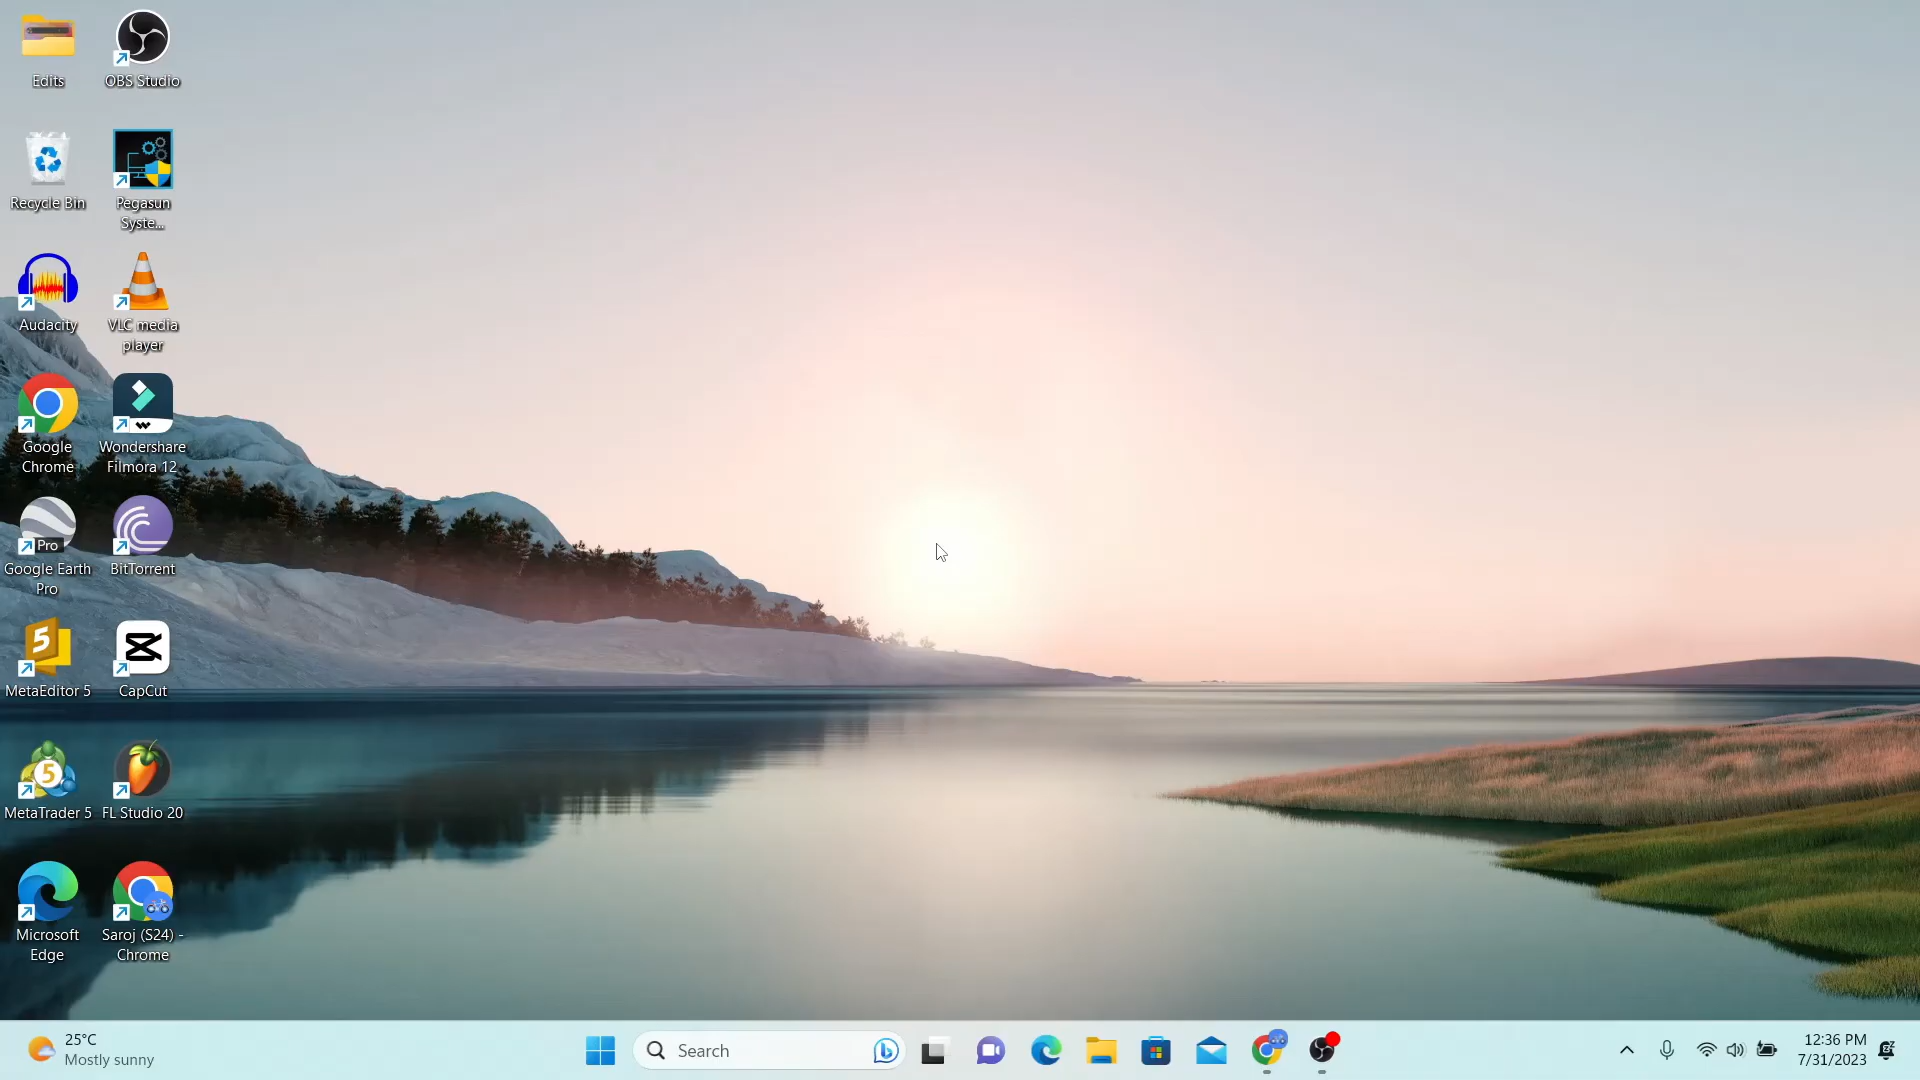 Edits
OBS Studio
Recycle Bin
Pegasun
Syste...
Audacity
VLC media
player
Google
Chrome
Wondershare
Filmora 12
Pro
Google Earth
Pro
BitTorrent
5
MetaEditor 5
CapCut
5
MetaTrader 5
FL Studio 20
Microsoft
Edge
Saroj (S24) -
Chrome
25°C
Mostly sunny
Search
12:36 PM
7/31/2023